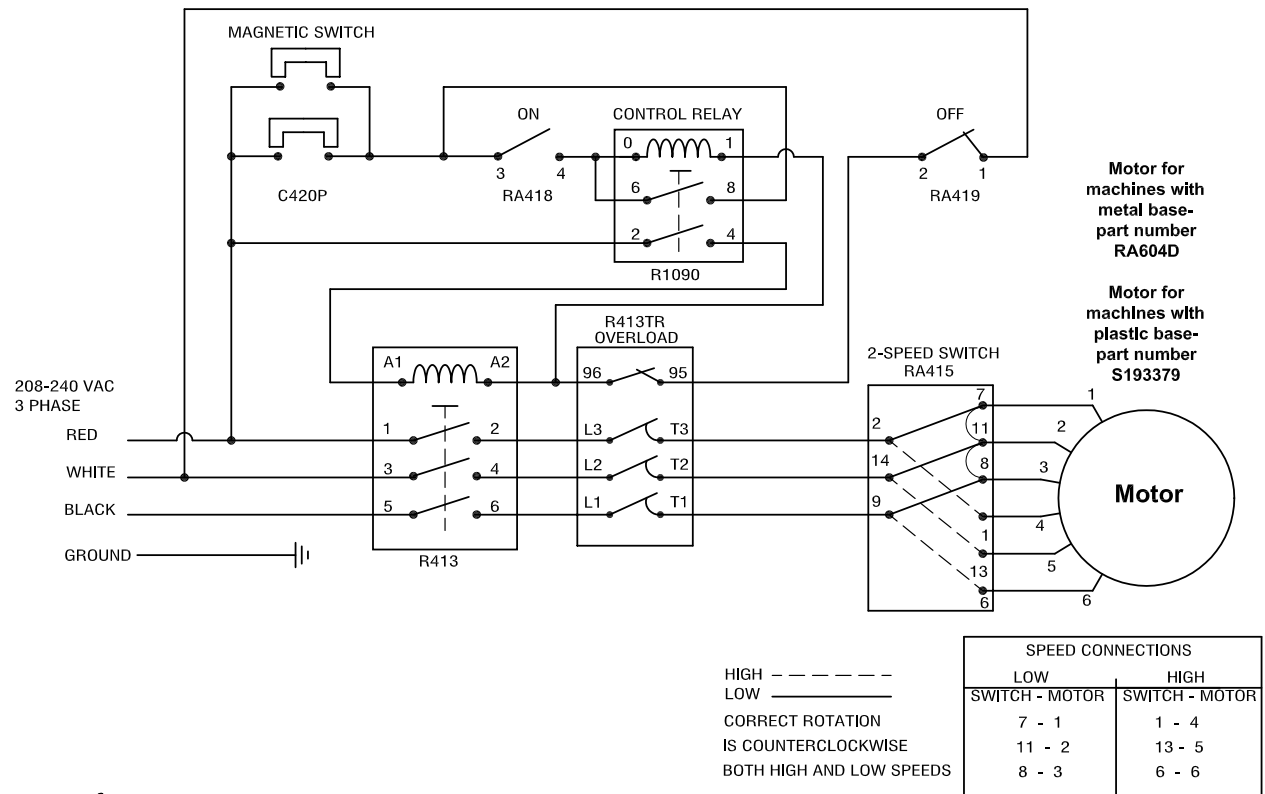 MAGNETIC SWITCH
C420P
ON
3 4
RA418
CONTROL RELAY
0 1
6 8
2 4
R1090
OFF
2 1
RA419
Motor for
machines with
metal base-
part number
RA604D
Motor for
machines with
plastic base-
part number
S193379
208-240 VAC
3 PHASE
RED
WHITE
BLACK
GROUND
A1 A2
1 2
3 4
5 6
R413
R413TR
OVERLOAD
96 95
L3 T3
L2 T2
L1 T1
2-SPEED SWITCH
RA415
2 7
11
14 8
9
1
13
6
1
2
3
4
5
6
Motor
HIGH
LOW
CORRECT ROTATION
IS COUNTERCLOCKWISE
BOTH HIGH AND LOW SPEEDS
SPEED CONNECTIONS
LOW HIGH
SWITCH - MOTOR SWITCH - MOTOR
7 - 1 1 - 4
11 - 2 13 - 5
8 - 3 6 - 6